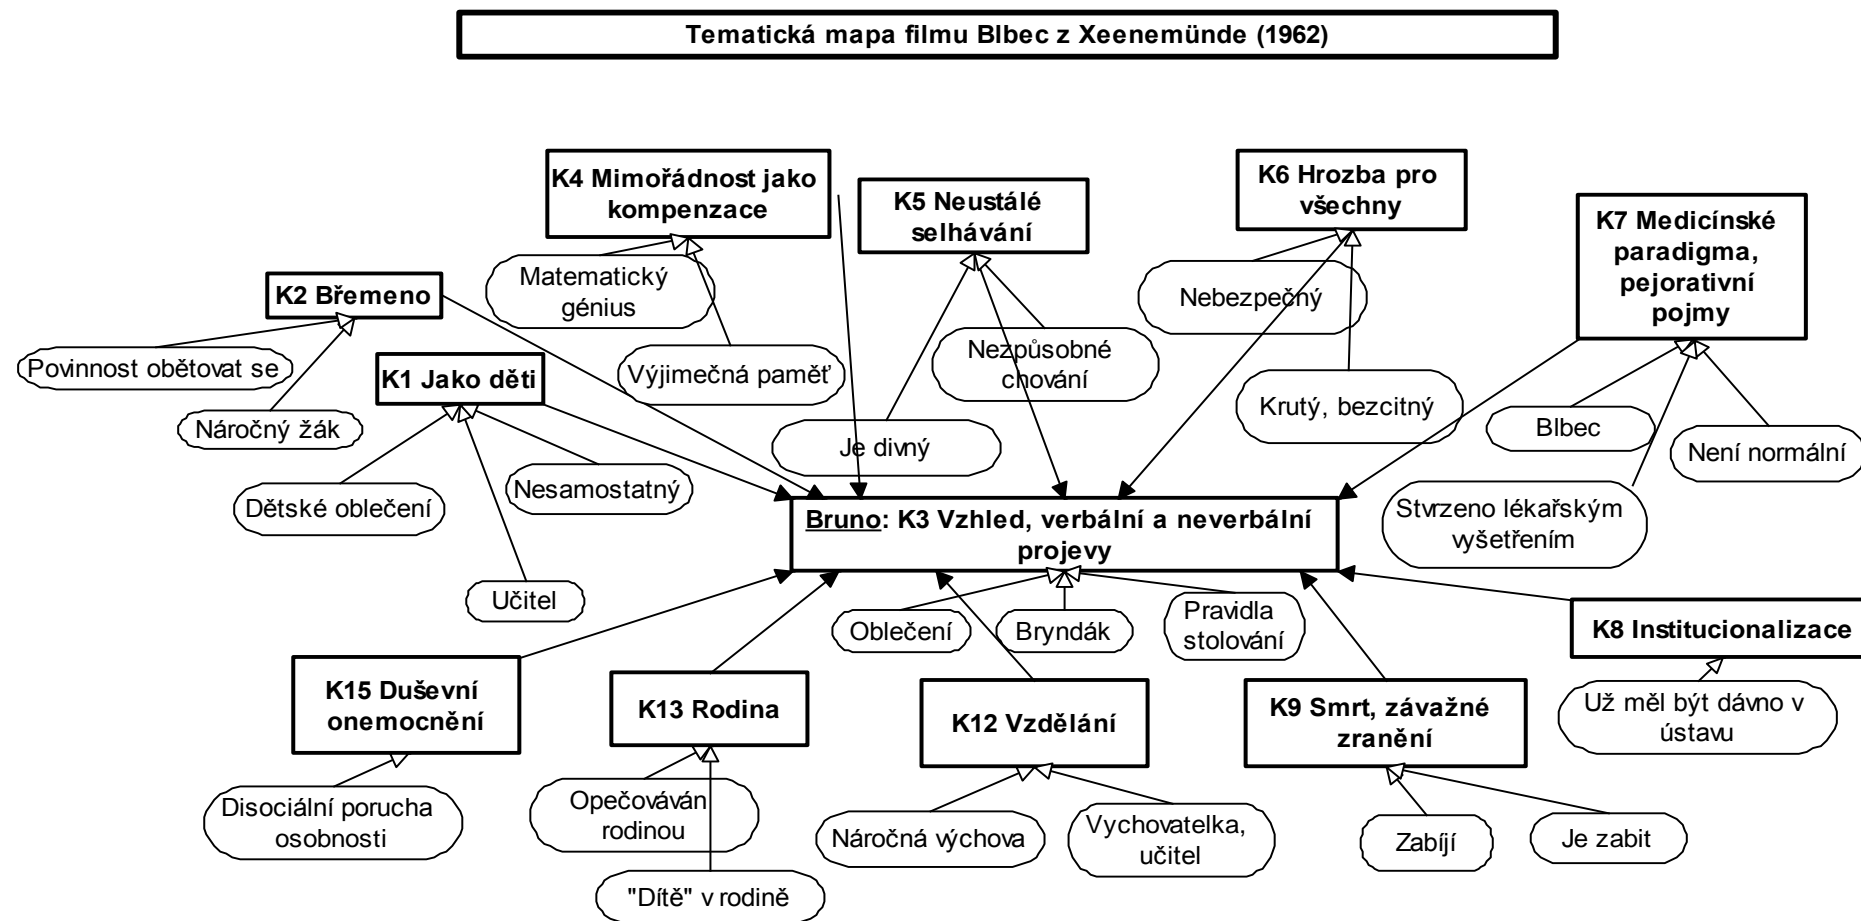 Tematická mapa filmu Blbec z Xeenemünde (1962)
K4 Mimořádnost jako
kompenzace
K5 Neustálé
selhávání
K6 Hrozba pro
všechny
K7 Medicínské
paradigma,
pejorativní
pojmy
K2 Břemeno
Matematický
génius
Nebezpečný
Povinnost obětovat se
K1 Jako děti
Výjimečná paměť
Nezpůsobné
chování
Krutý, bezcitný
Náročný žák
Je divný
Blbec
Není normální
Dětské oblečení
Nesamostatný
Stvrzeno lékařským
vyšetřením
Bruno: K3 Vzhled, verbální a neverbální
projevy
Učitel
Oblečení
Bryndák
Pravidla
stolování
K8 Institucionalizace
K15 Duševní
onemocnění
K13 Rodina
K12 Vzdělání
K9 Smrt, závažné
zranění
Už měl být dávno v
ústavu
Disociální porucha
osobnosti
Opečováván
rodinou
Náročná výchova
Vychovatelka,
učitel
Zabíjí
Je zabit
"Dítě" v rodině